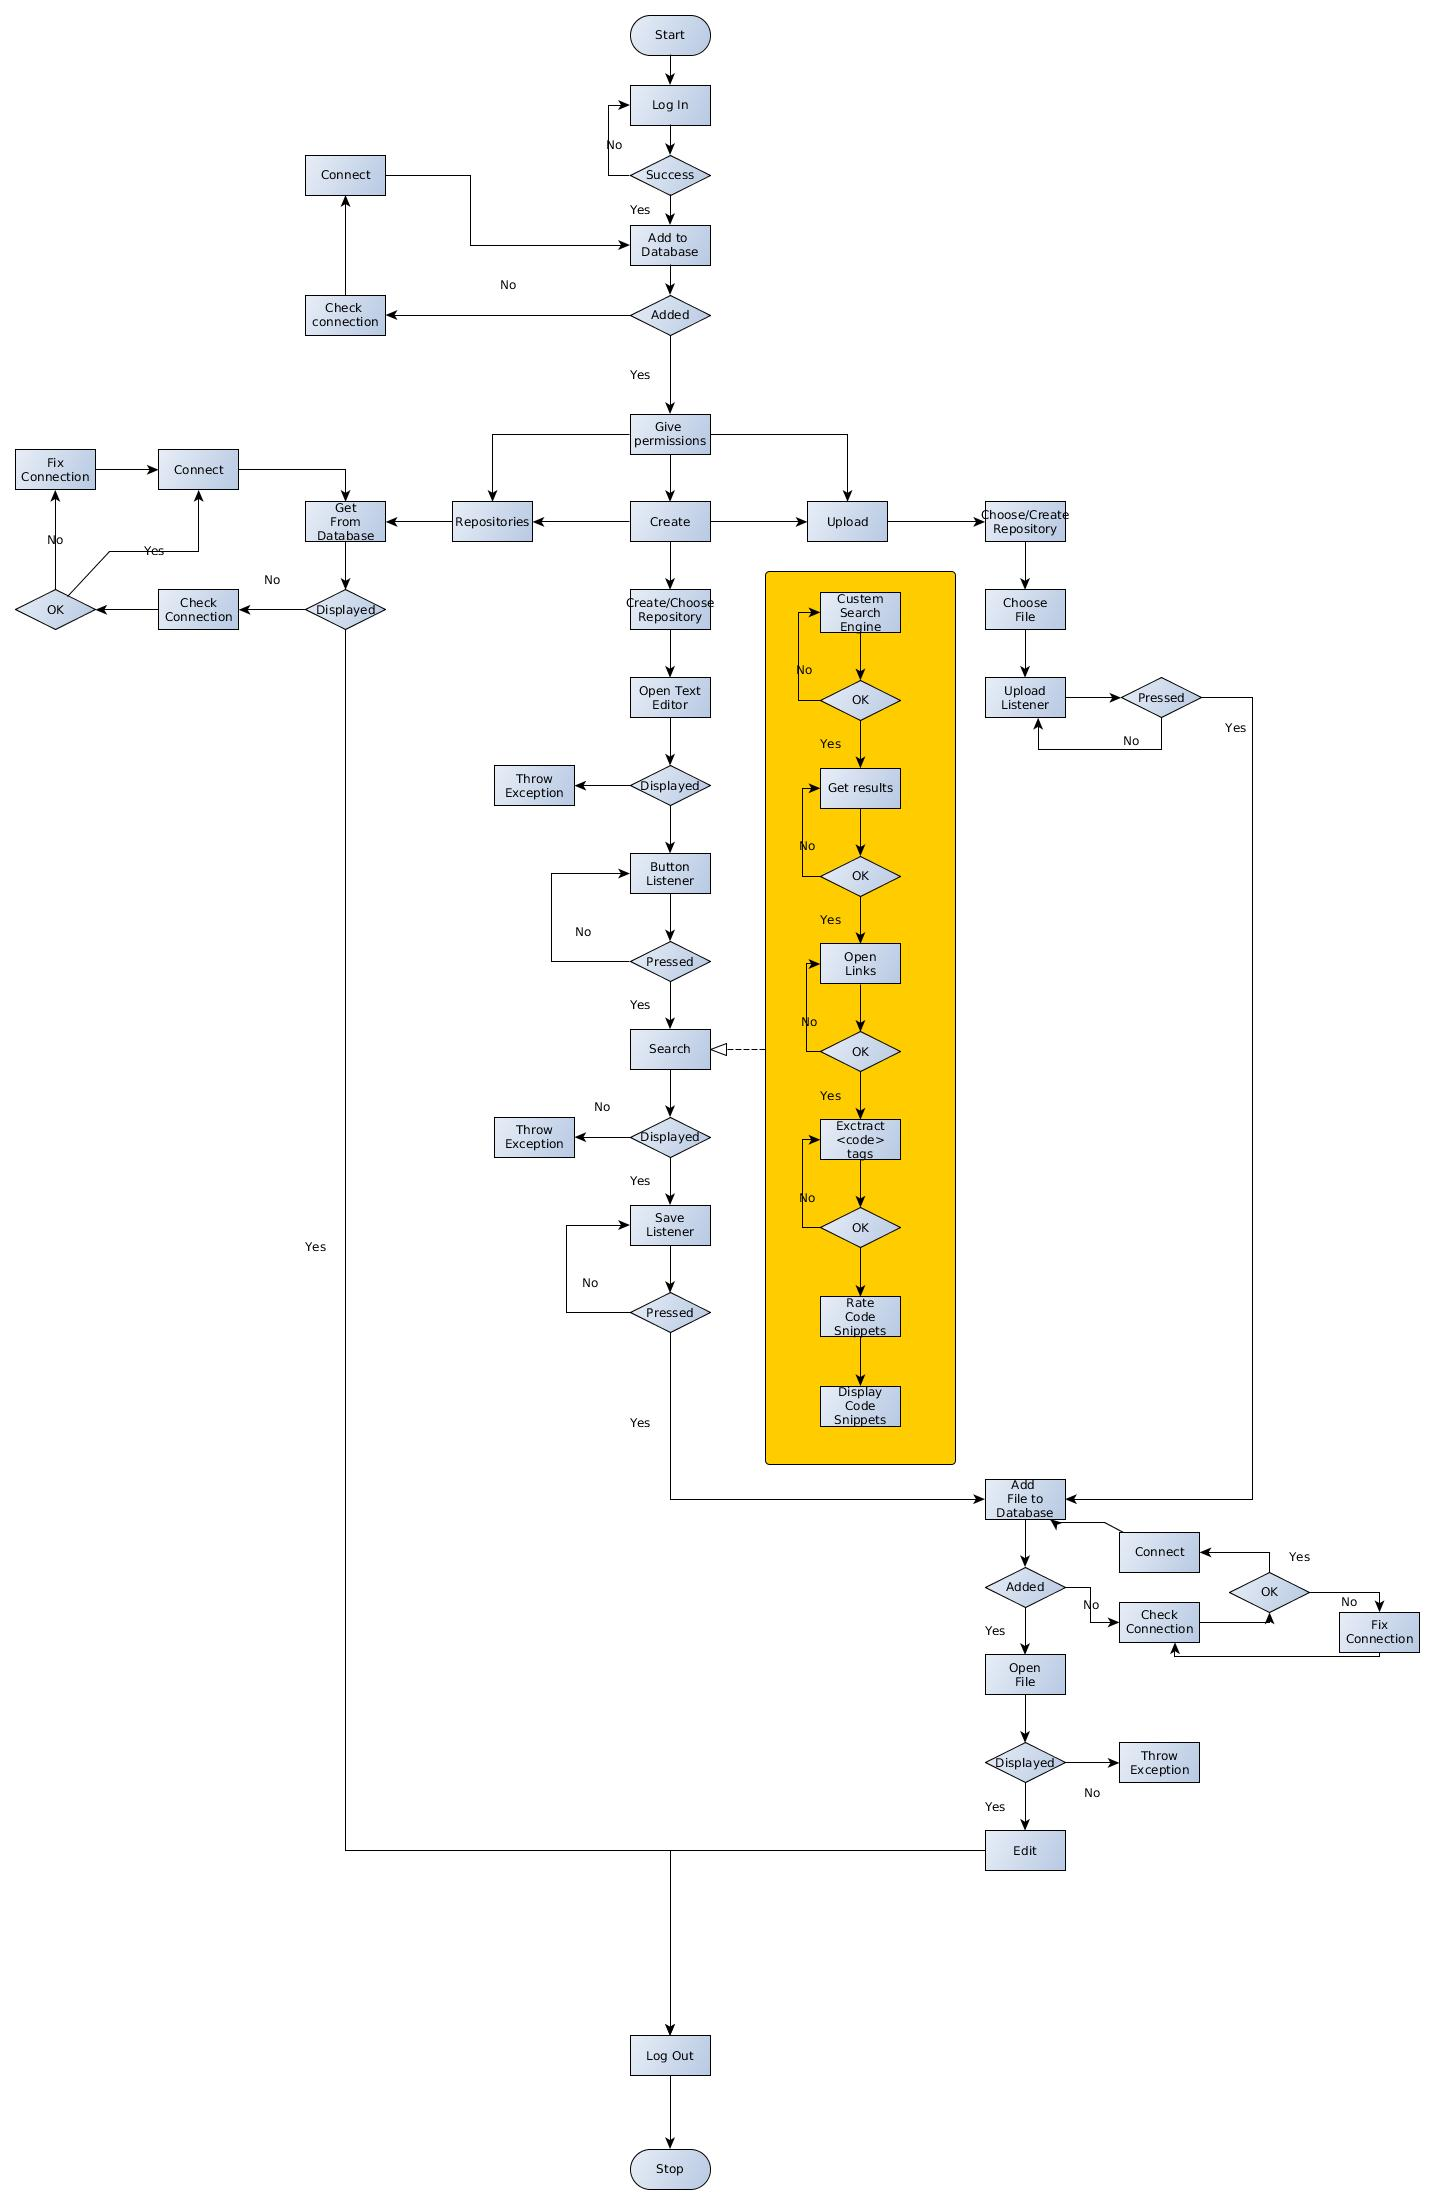 Start
Log In
No
Success
Connect
Yes
Add to
Database
No
Check
connection
Added
Yes
Give
permissions
Fix
Connection
Connect
Get
From
Database
Repositories
Create
Upload
Choose/Create
Repository
No
Yes
No
OK
Check
Connection
Displayed
Create/Choose
Repository
Custem
Search
Engine
Choose
File
No
Open Text
Editor
OK
Upload
Listener
Pressed
Yes
No
Yes
Throw
Exception
Displayed
Get results
No
Button
Listener
OK
No
Yes
Pressed
Open
Links
Yes
No
Search
OK
No
Yes
Throw
Exception
Displayed
Exctract
<code>
tags
Yes
No
Save
Listener
OK
Yes
No
Pressed
Rate
Code
Snippets
Display
Code
Snippets
Yes
Add
File to
Database
Connect
Yes
Added
No
OK
No
Check
Connection
Fix
Connection
Yes
Open
File
Displayed
Throw
Exception
No
Yes
Edit
Log Out
Stop